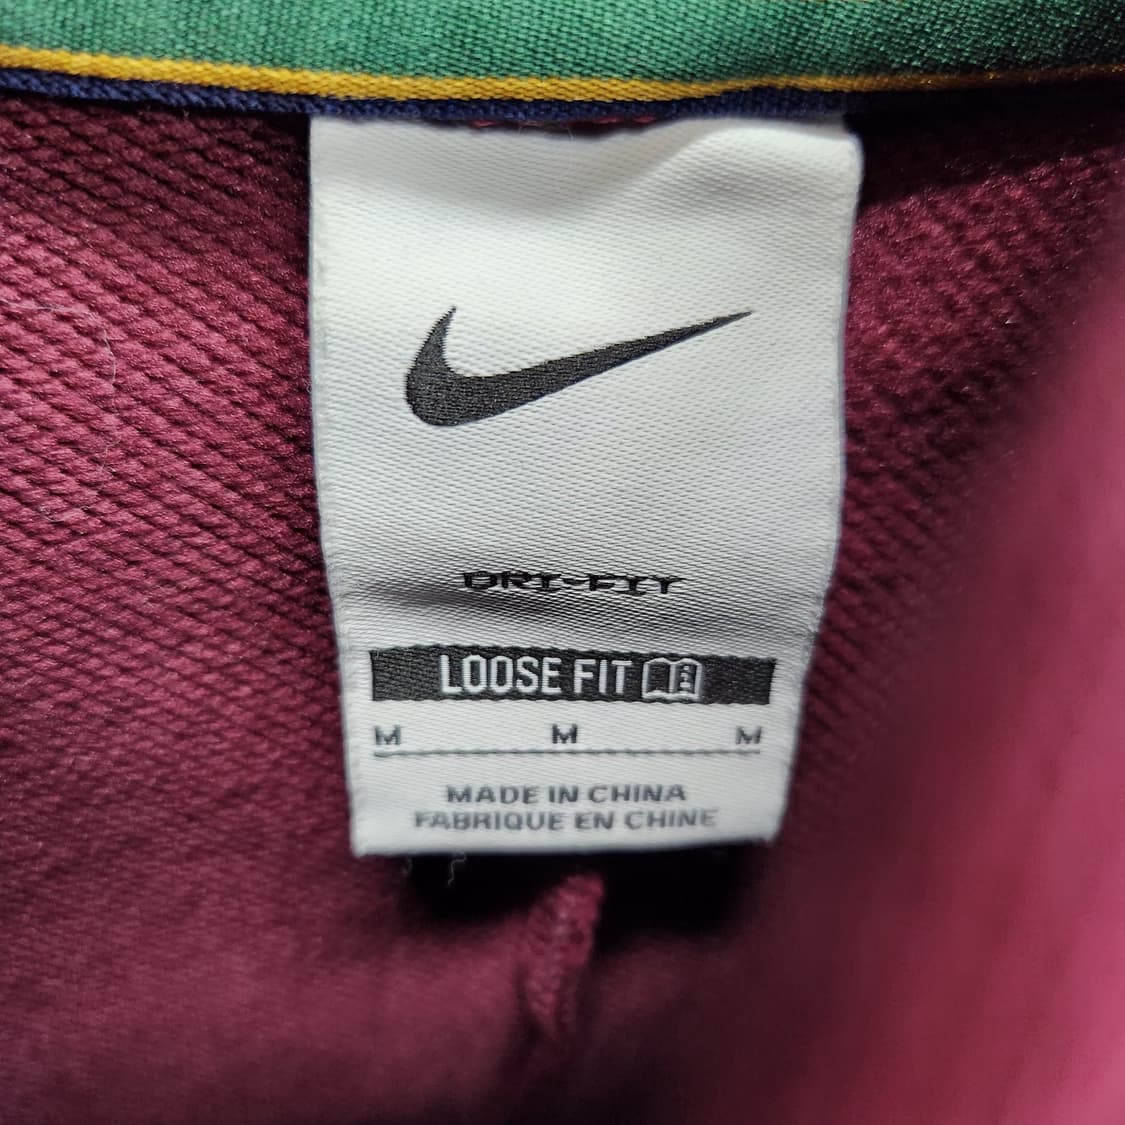 DRI-FIT
LOOSE FIT
M M M
MADE IN CHINA
FABRIQUE EN CHINE